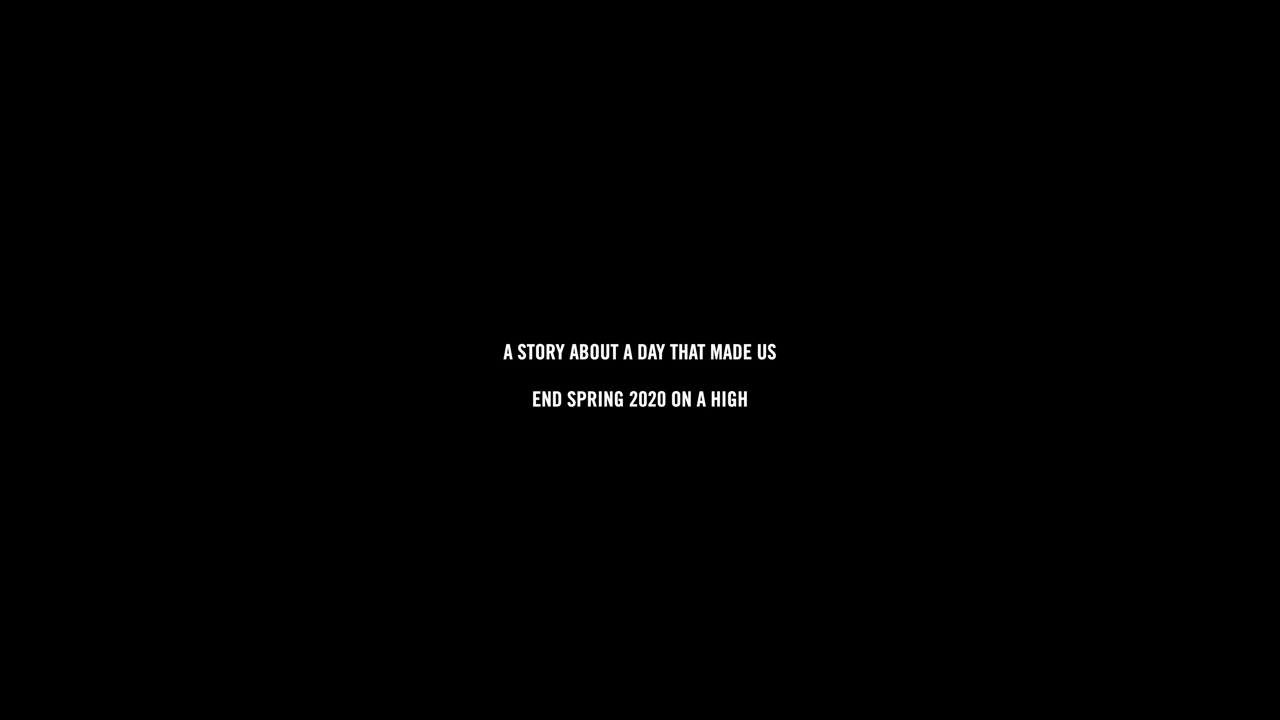 A STORY ABOUT A DAY THAT MADE US
END SPRING 2020 ON A HIGH